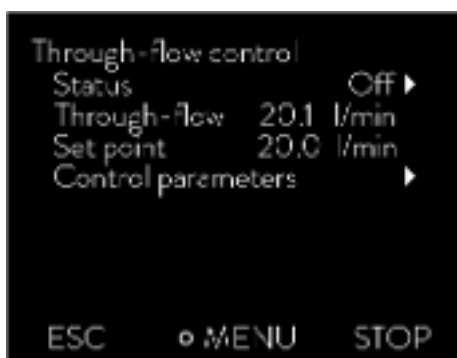 Through-flow control
Status Off ▶
Through-flow 20.1 l/min
Set point 20.0 l/min
Control parameters ▶
ESC ⚬ MENU STOP